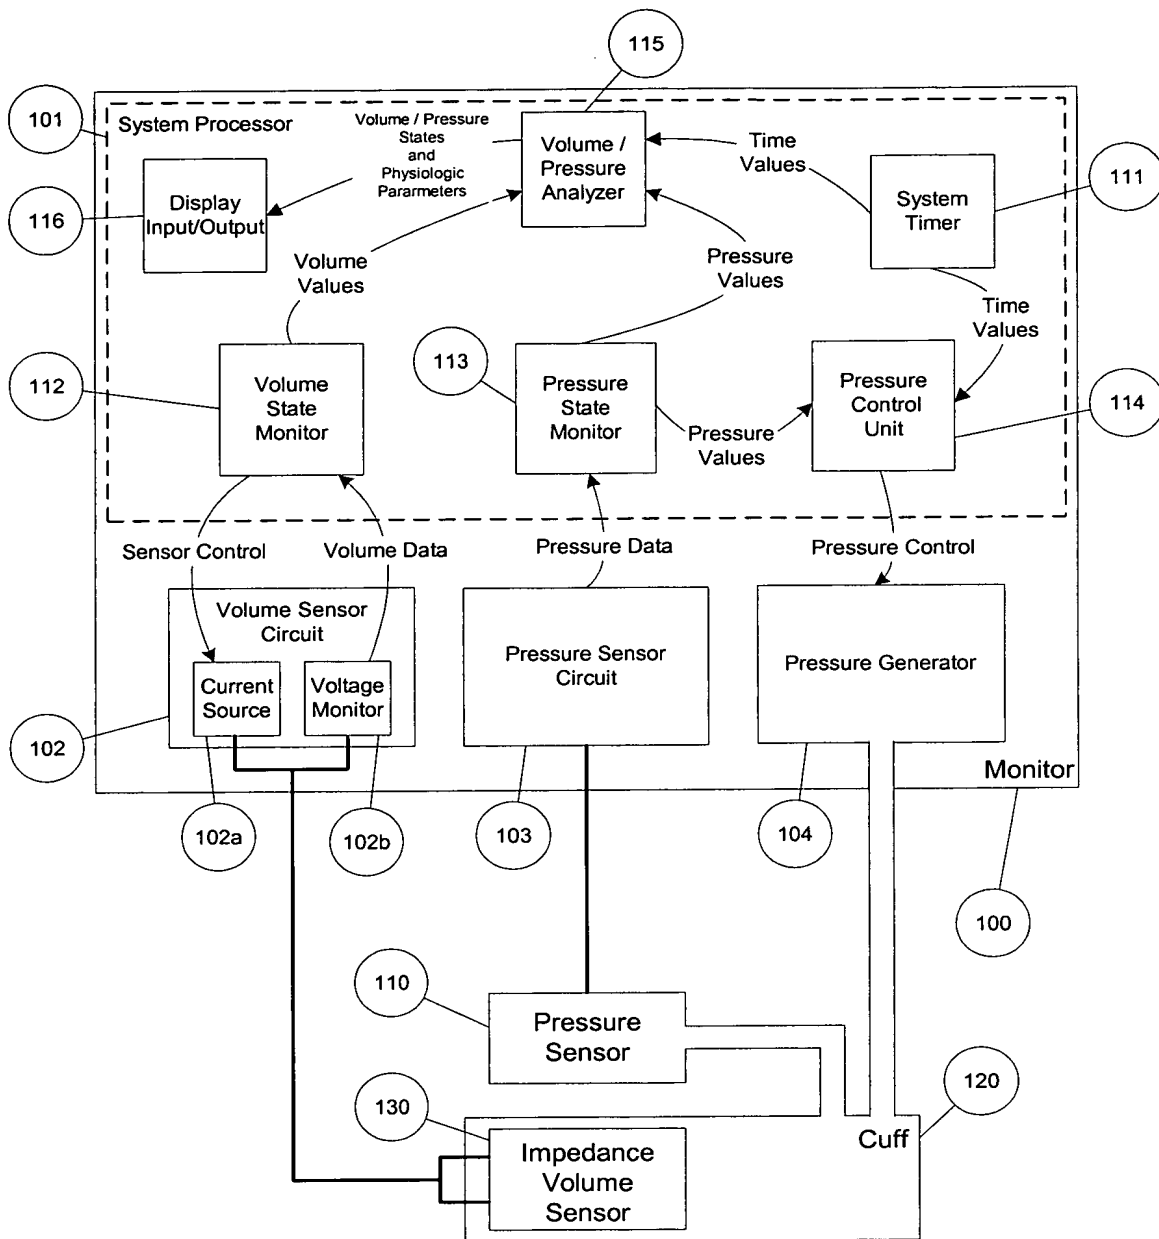 115
101
System Processor
Volume / Pressure
States
and
Physiologic
Pararmeters
Volume /
Pressure
Analyzer
Time
Values
System
Timer
111
116
Display
Input/Output
Volume
Values
Pressure
Values
Time
Values
112
Volume
State
Monitor
113
Pressure
State
Monitor
Pressure
Values
Pressure
Control
Unit
114
Sensor Control
Volume Data
Pressure Data
Pressure Control
Volume Sensor
Circuit
Current
Source
Voltage
Monitor
Pressure Sensor
Circuit
Pressure Generator
102
Monitor
102a
102b
103
104
100
110
Pressure
Sensor
120
130
Cuff
Impedance
Volume
Sensor